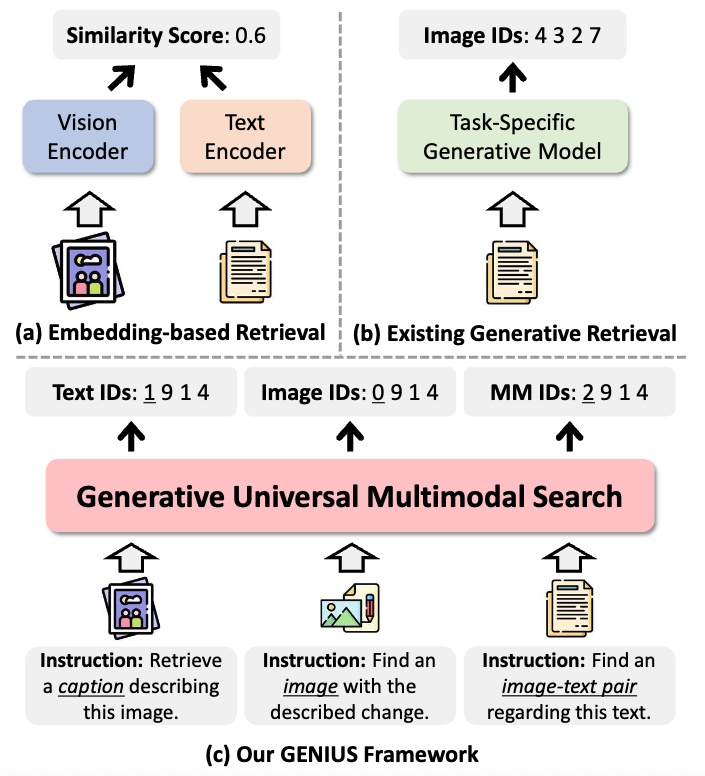 Similarity Score: 0.6
Vision
Encoder
Text
Encoder
(a) Embedding-based Retrieval
Image IDs: 4 3 2 7
Task-Specific
Generative Model
(b) Existing Generative Retrieval
Text IDs: 1 9 1 4
Image IDs: 0 9 1 4
MM IDs: 2 9 1 4
Generative Universal Multimodal Search
Instruction: Retrieve
a caption describing
this image.
Instruction: Find an
image with the
described change.
Instruction: Find an
image-text pair
regarding this text.
(c) Our GENIUS Framework